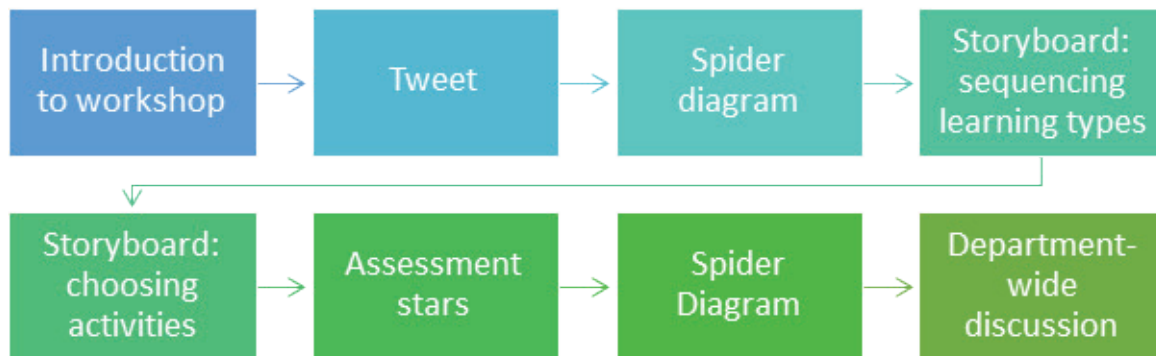 Introduction
to workshop
Tweet
Spider
diagram
Storyboard:
sequencing
learning types
Storyboard:
choosing
activities
Assessment
stars
Spider
Diagram
Department-
wide
discussion